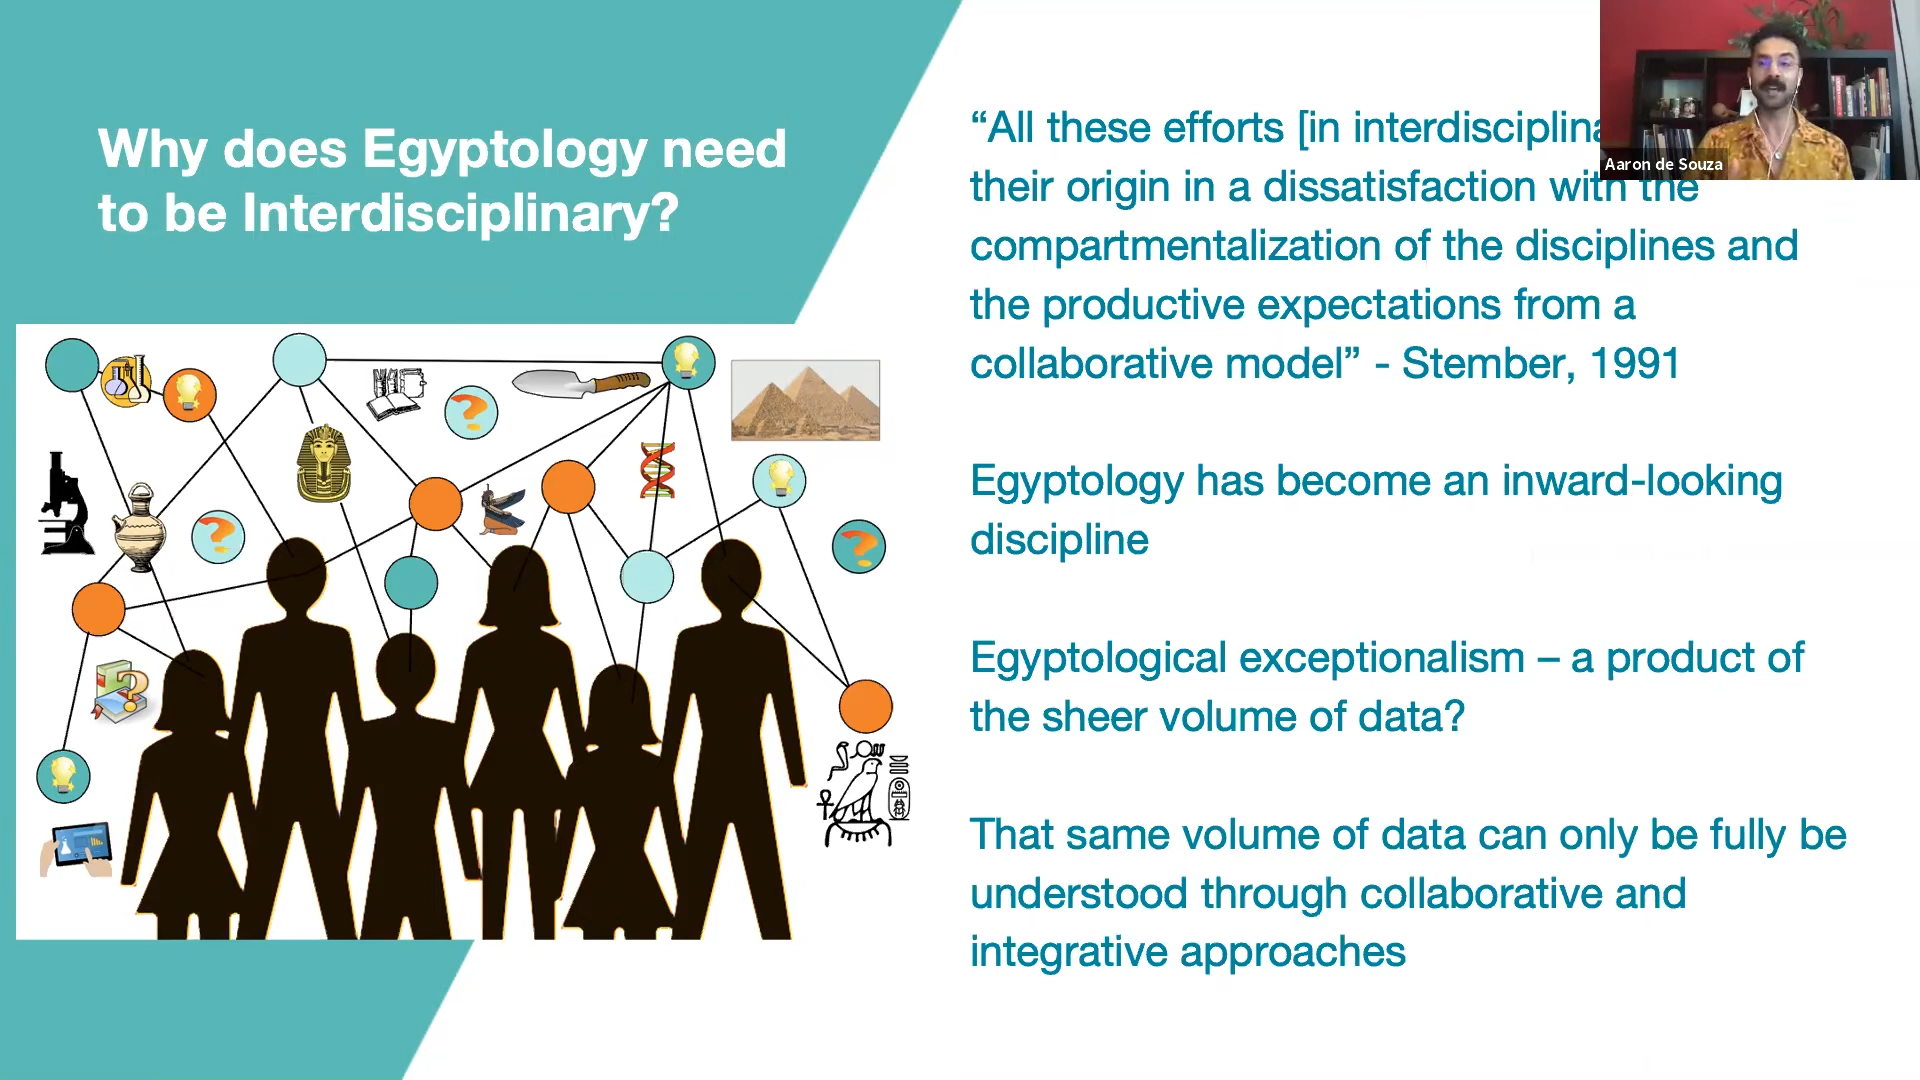 Why does Egyptology need
to be Interdisciplinary?
“All these efforts [in
their origin in a dissatisfaction with the
compartmentalization of the disciplines and
the productive expectations from a
collaborative model” - Stember, 1991
Egyptology has become an inward-looking
discipline
Egyptological exceptionalism – a product of
the sheer volume of data?
That same volume of data can only be fully be
understood through collaborative and
integrative approaches
Aaron de Souza